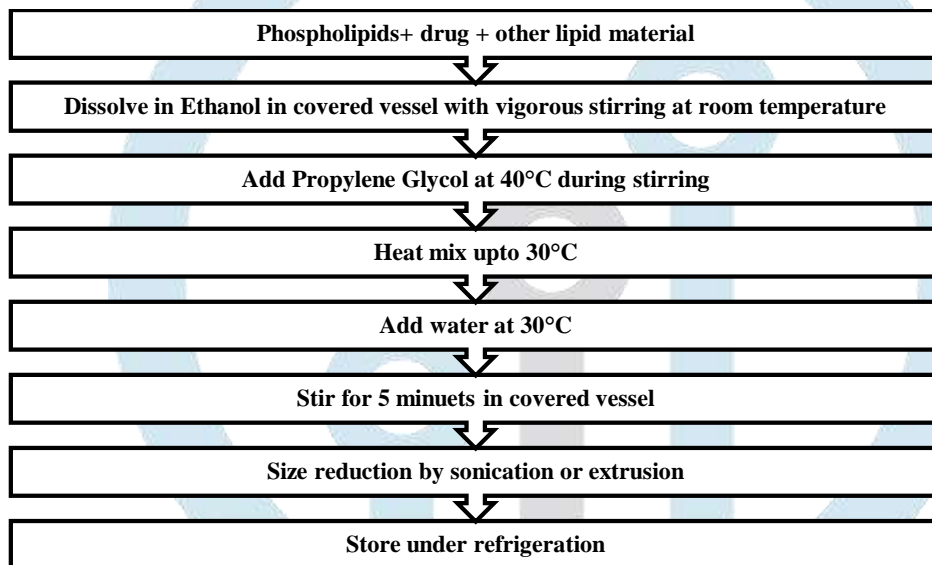 Phospholipids+ drug + other lipid material
Dissolve in Ethanol in covered vessel with vigorous stirring at room temperature
Add Propylene Glycol at 40°C during stirring
Heat mix upto 30°C
Add water at 30°C
Stir for 5 minuets in covered vessel
Size reduction by sonication or extrusion
Store under refrigeration